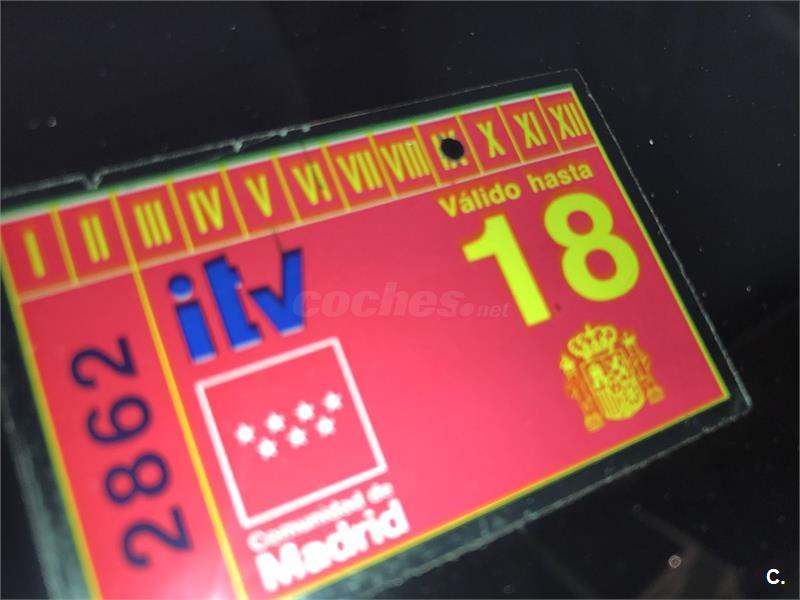 I II III IV V VI VII VIII IX X XI XII
Válido hasta
18
itv
2862
Comunidad de
Madrid
coches.net
C.